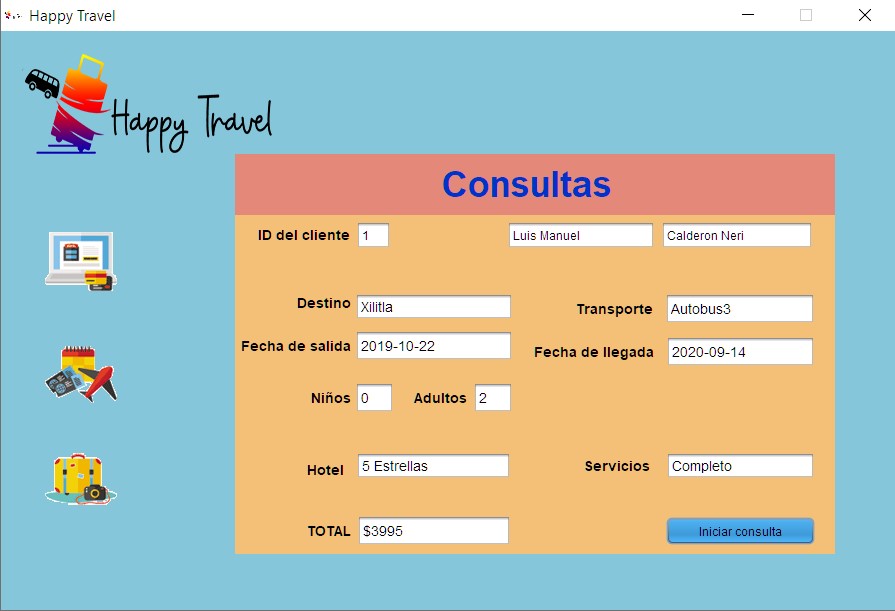 Happy Travel
Happy Travel
Consultas
ID del cliente 1 Luis Manuel Calderon Neri
Destino Xilitla Transporte Autobus3
Fecha de salida 2019-10-22 Fecha de llegada 2020-09-14
Niños 0 Adultos 2
Hotel 5 Estrellas Servicios Completo
TOTAL $3995 Iniciar consulta